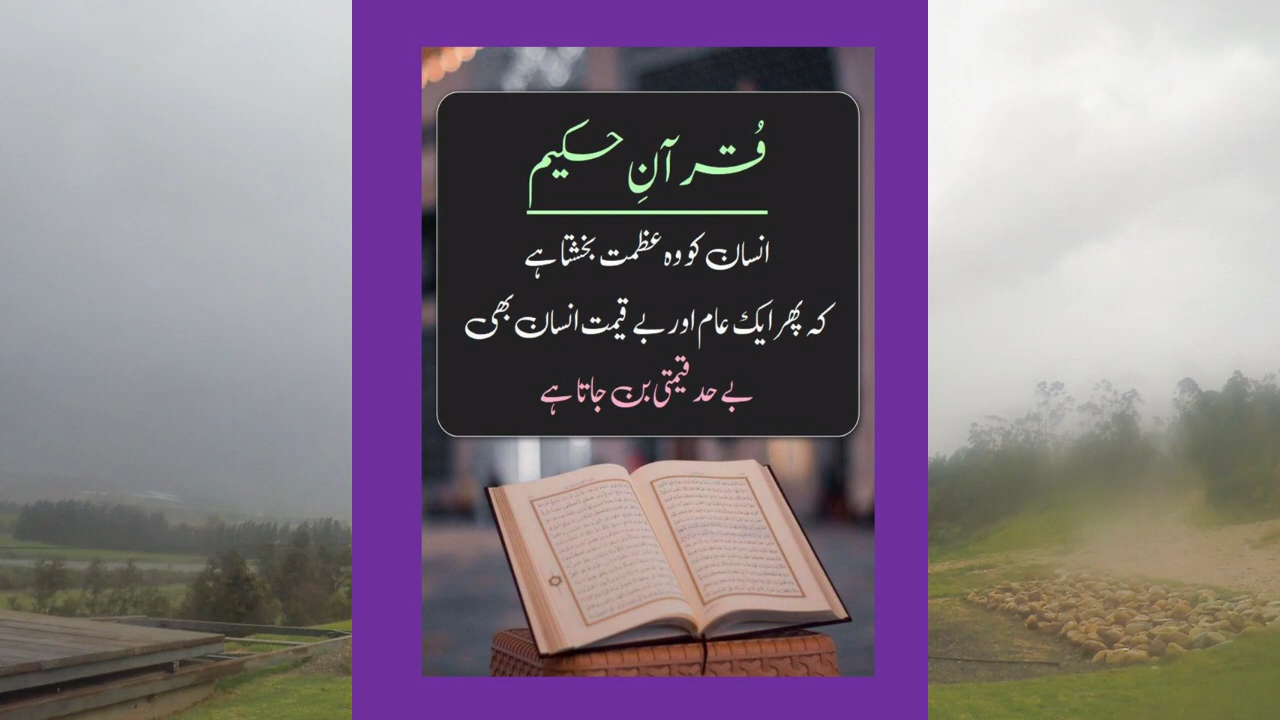 قُرآنِ حکیم
انسان کو وہ عظمت بخشتا ہے
کہ پھر ایک عام اور بے قیمت انسان بھی
بے حد قیمتی بن جاتا ہے